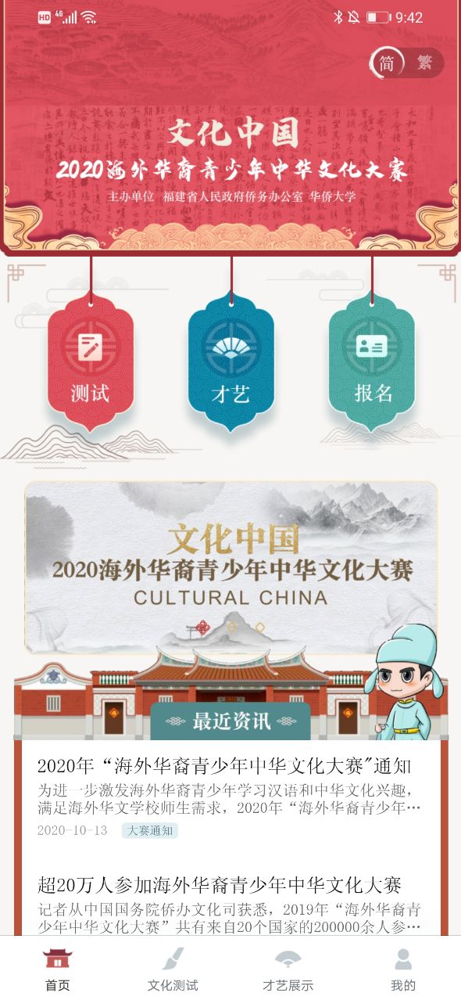 HD 4G 9:42
简 繁
文化中国
2020海外华裔青少年中华文化大赛
主办单位 福建省人民政府侨务办公室 华侨大学
测试 才艺 报名
文化中国
2020海外华裔青少年中华文化大赛
CULTURAL CHINA
最近资讯
2020年“海外华裔青少年中华文化大赛"通知
为进一步激发海外华裔青少年学习汉语和中华文化兴趣，
满足海外华文学校师生需求，2020年“海外华裔青少年…
2020-10-13 大赛通知
超20万人参加海外华裔青少年中华文化大赛
记者从中国国务院侨办文化司获悉，2019年“海外华裔青
少年中华文化大赛”共有来自20个国家的200000余人参…
首页 文化测试 才艺展示 我的